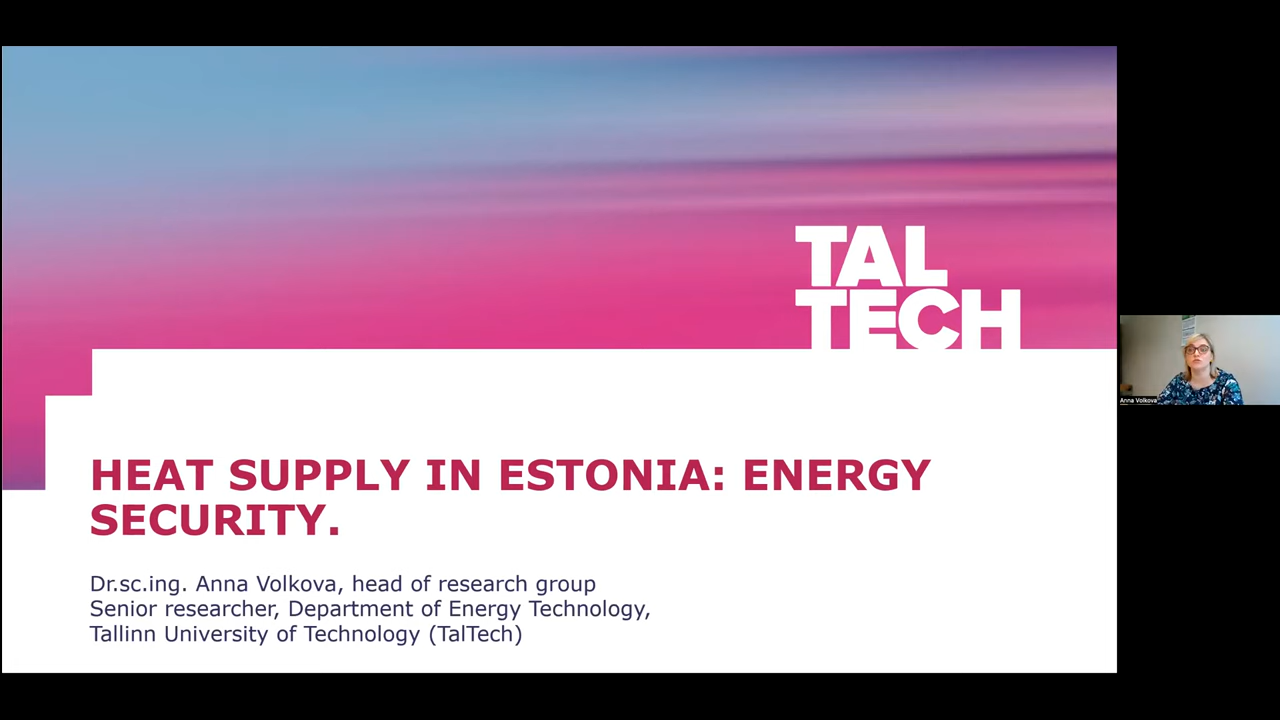 TAL
TECH
HEAT SUPPLY IN ESTONIA: ENERGY
SECURITY.
Dr.sc.ing. Anna Volkova, head of research group
Senior researcher, Department of Energy Technology,
Tallinn University of Technology (TalTech)
Anna Volkova